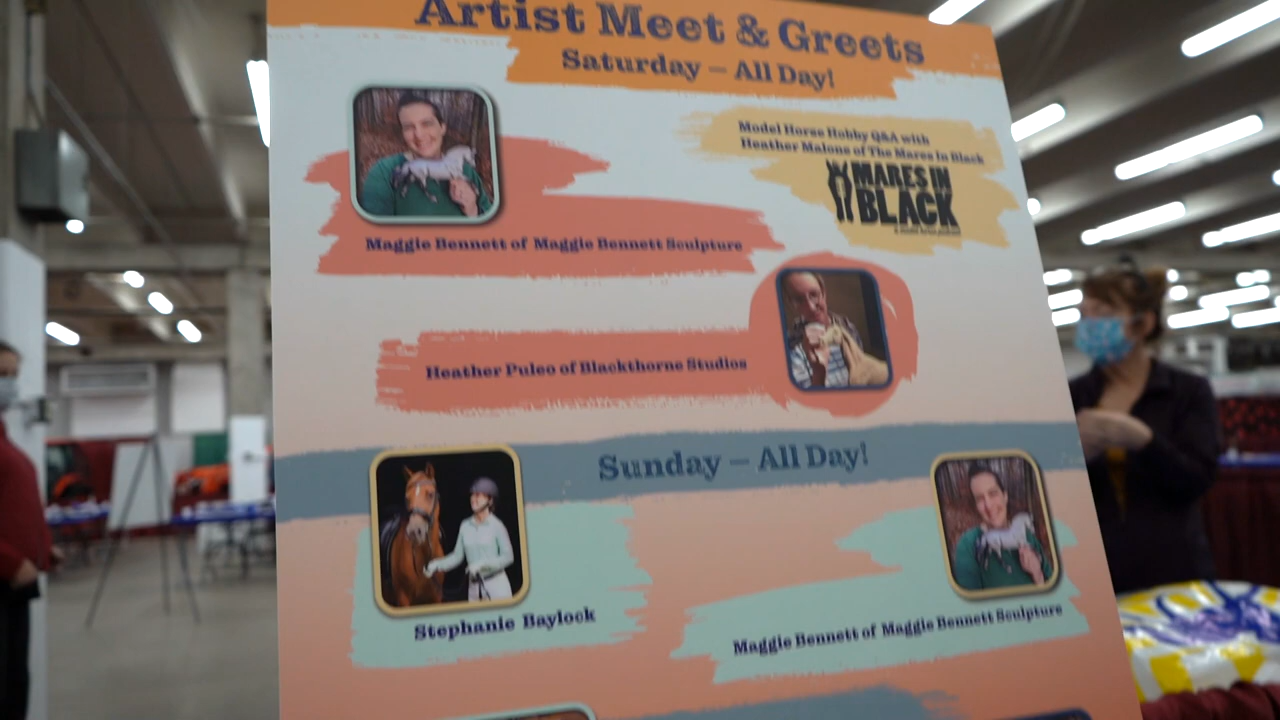 Artist Meet & Greets
Saturday – All Day!
Model Horse Hobby Q&A with
Heather Malone of The Mares in Black
MARES IN
BLACK
Maggie Bennett of Maggie Bennett Sculpture
Heather Puleo of Blackthorne Studios
Sunday – All Day!
Stephanie Baylock
Maggie Bennett of Maggie Bennett Sculpture